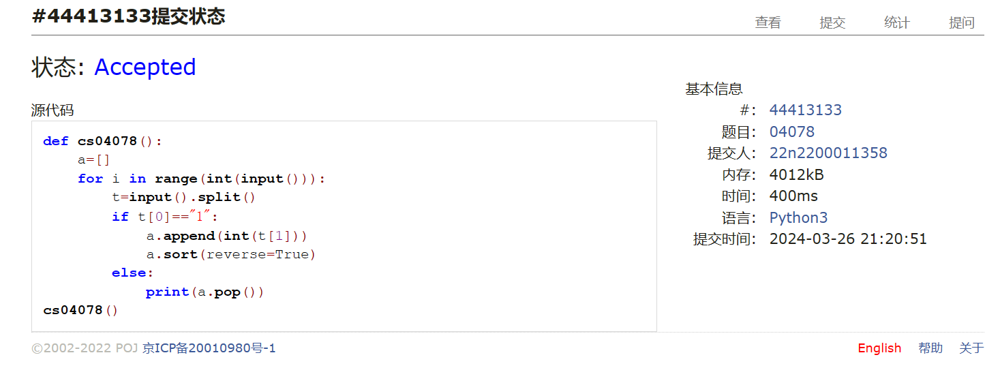 #44413133提交状态
查看 提交 统计 提问
状态: Accepted
源代码
def cs04078():
    a=[]
    for i in range(int(input())):
        t=input().split()
        if t[0]=="1":
            a.append(int(t[1]))
            a.sort(reverse=True)
        else:
            print(a.pop())
cs04078()
基本信息
#: 44413133
题目: 04078
提交人: 22n2200011358
内存: 4012kB
时间: 400ms
语言: Python3
提交时间: 2024-03-26 21:20:51
©2002-2022 POJ 京ICP备20010980号-1
English 帮助 关于